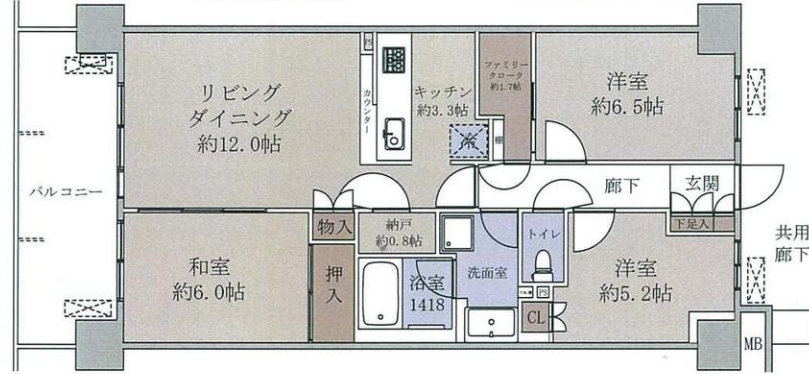 バルコニー
リビング
ダイニング
約12.0帖
PS
カウンター
キッチン
約3.3帖
冷
ファミリー
クローク
約1.7帖
棚
洋室
約6.5帖
廊下
玄関
下足入
共用
廊下
和室
約6.0帖
物入
押
入
納戸
約0.8帖
浴室
1418
洗面室
トイレ
PS
CL
洋室
約5.2帖
MB